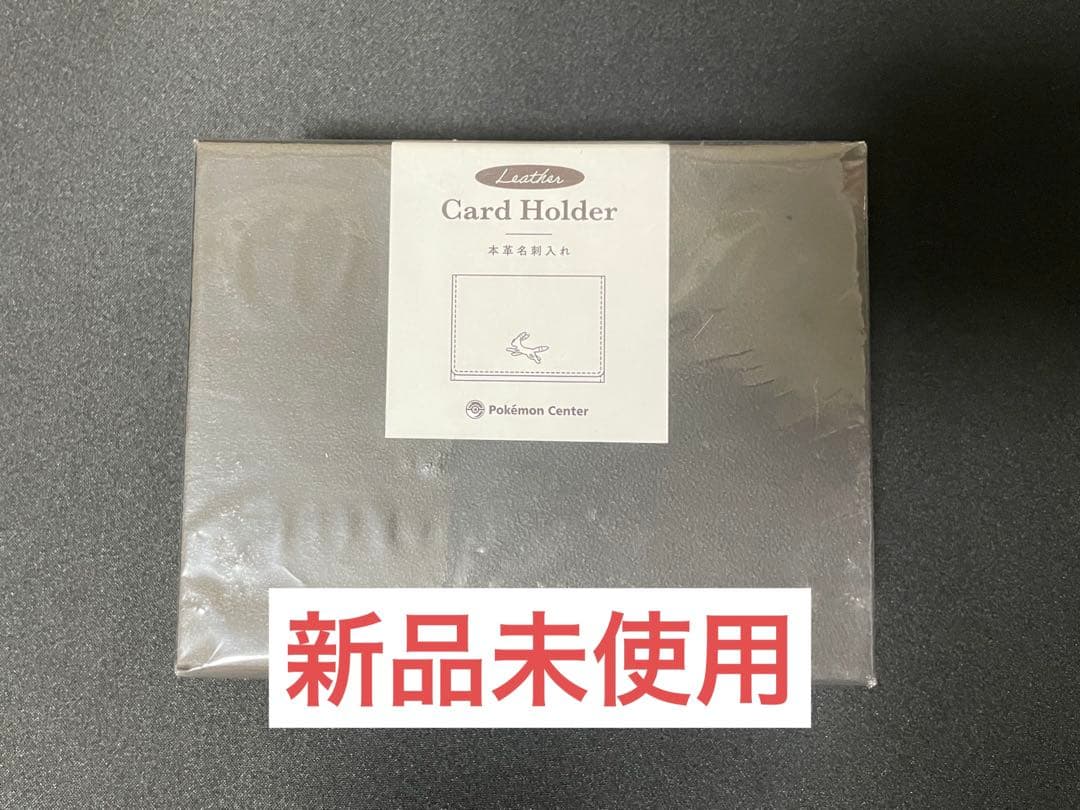 Leather
Card Holder
本革名刺入れ
Pokémon Center
新品未使用